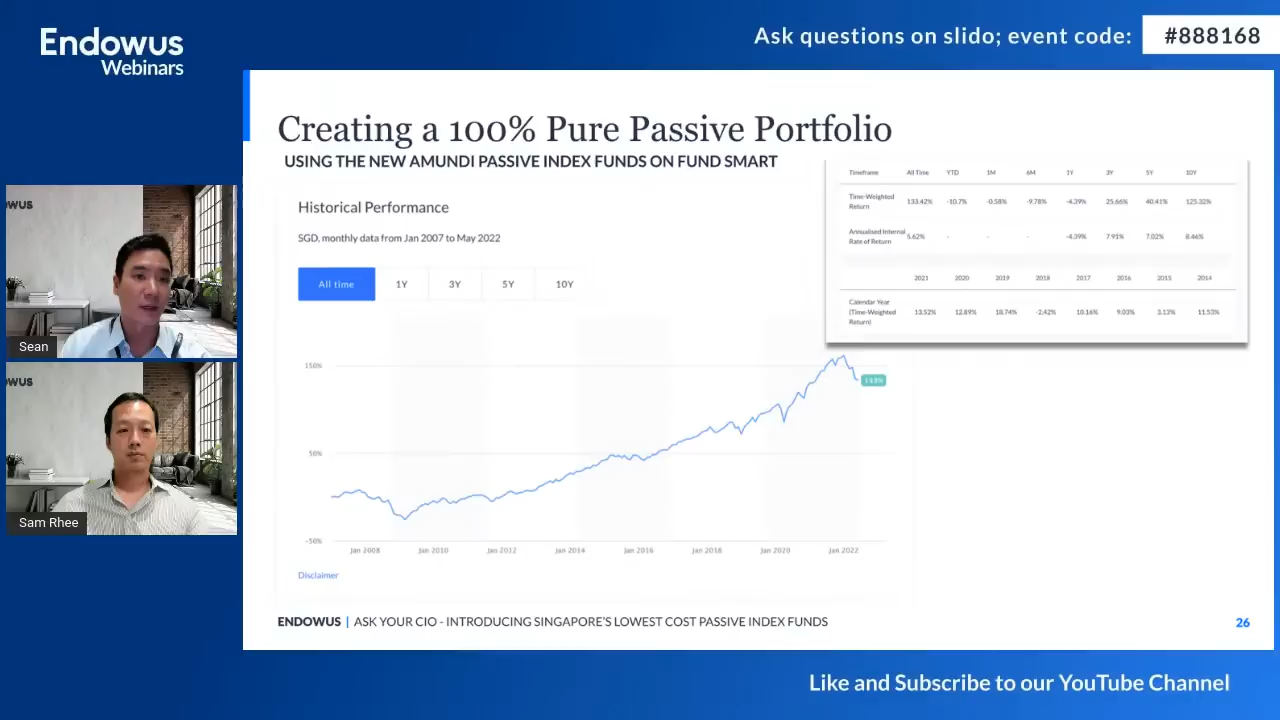 Endowus
Webinars
Ask questions on slido; event code:
#888168
Creating a 100% Pure Passive Portfolio
USING THE NEW AMUNDI PASSIVE INDEX FUNDS ON FUND SMART
Historical Performance
SGD, monthly data from Jan 2007 to May 2022
All time 1Y 3Y 5Y 10Y
150%
133%
50%
-50%
Jan 2008 Jan 2010 Jan 2012 Jan 2014 Jan 2016 Jan 2018 Jan 2020 Jan 2022
Disclaimer
Timeframe All Time YTD 1M 6M 1Y 3Y 5Y 10Y
Time-Weighted
Return
133.42% -10.7% -0.58% -9.78% -4.39% 25.66% 40.41% 125.32%
Annualised Internal
Rate of Return
5.62% - - - -4.39% 7.91% 7.02% 8.46%
2021 2020 2019 2018 2017 2016 2015 2014
Calendar Year
(Time-Weighted
Return)
13.52% 12.89% 18.74% -2.42% 10.16% 9.03% 3.13% 11.53%
Sean
Sam Rhee
ENDOWUS | ASK YOUR CIO - INTRODUCING SINGAPORE'S LOWEST COST PASSIVE INDEX FUNDS
26
Like and Subscribe to our YouTube Channel